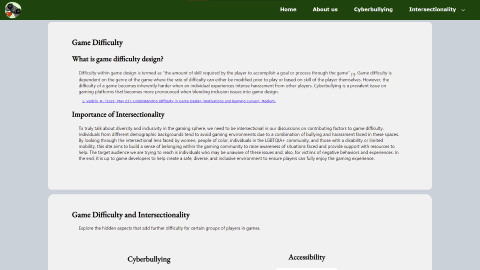 Home About us Cyberbullying Intersectionality
Game Difficulty
What is game difficulty design?
Difficulty within game design is termed as "the amount of skill required by the player to accomplish a goal or process through the game" [1]. Game difficulty is
dependent on the genre of the game where the rate of difficulty can either be modified prior to play or based on skill of the player themselves. However, the
difficulty of a game becomes inherently harder when an individual experiences intense harassment from other players. Cyberbullying is a prevalent issue on
gaming platforms that becomes more pronounced when blending inclusion issues into game design.
Understanding difficulty in Game Design, Medium.
Importance of Intersectionality
To truly talk about diversity and inclusivity in the gaming sphere, we need to be intersectional in our discussions on contributing factors to game difficulty.
Individuals from different demographic backgrounds tend to avoid gaming environments due to a combination of bullying and harassment faced in these spaces.
By looking through the intersectional lens faced by women, people of color, individuals in the LGBTQIA+ community, and those with a disability or limited
mobility, this site aims to build a sense of belonging within the gaming community to raise awareness of situations faced and provide support with resources to
help. The target audience we are trying to reach is individuals who may be unaware of these issues and, also, for victims of negative behaviors and experiences. In
the end, it is up to game developers to help create a safe, diverse, and inclusive environment to ensure players can fully enjoy the gaming experience.
Game Difficulty and Intersectionality
Explore the hidden aspects that add further difficulty for certain groups of players in games.
Cyberbullying
Accessibility